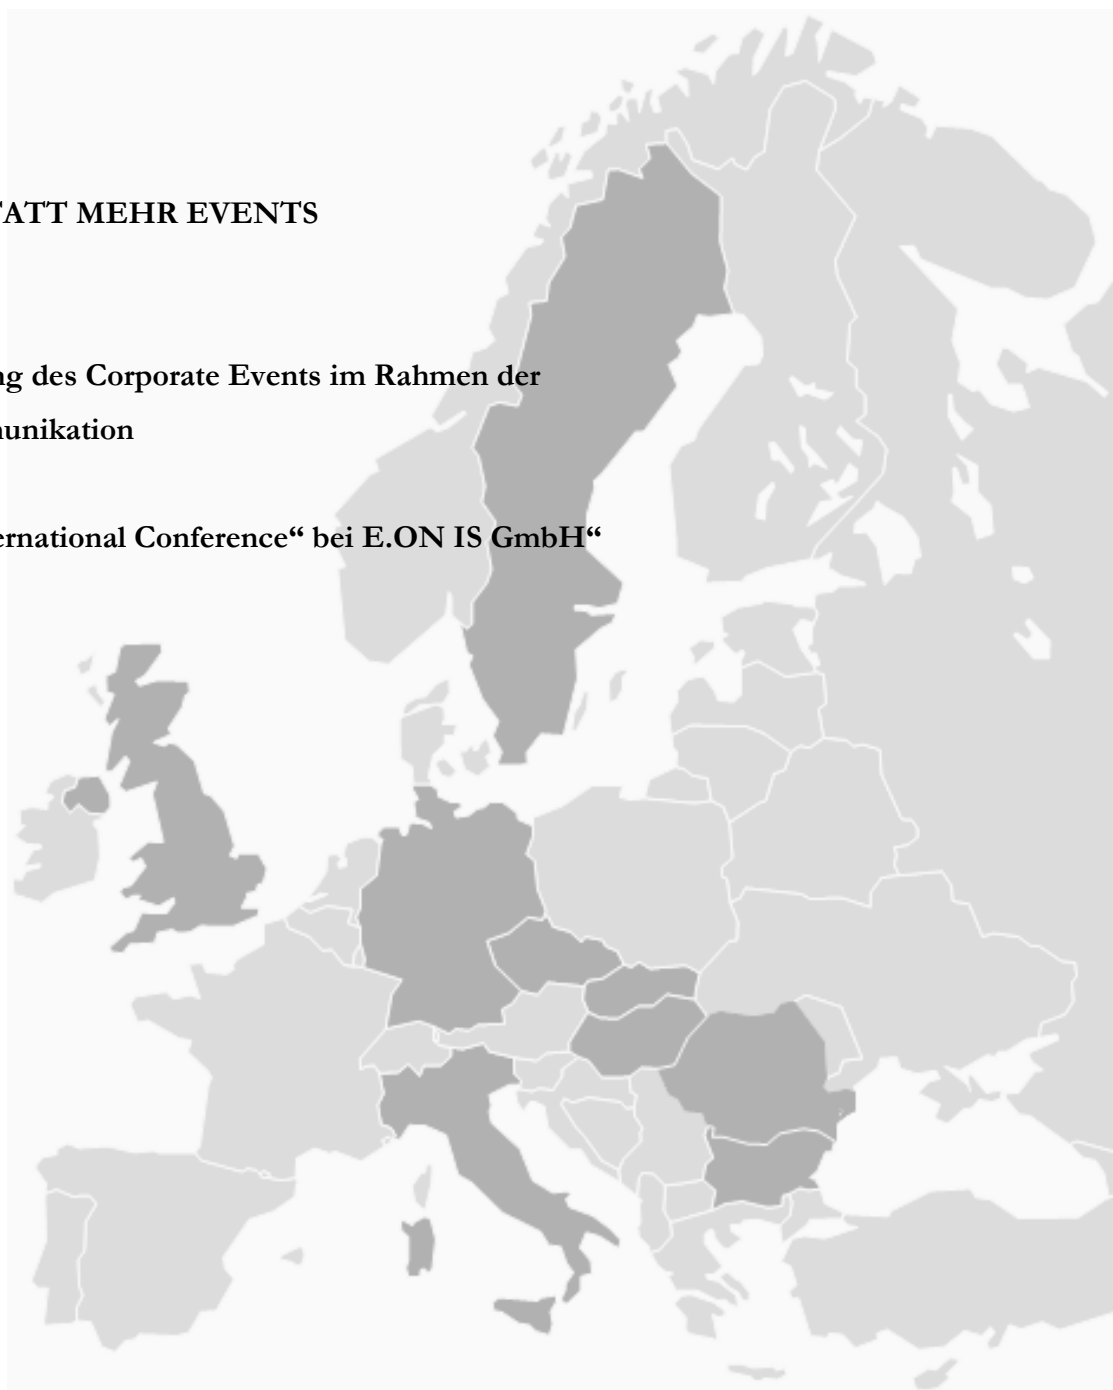 TATT MEHR EVENTS
ng des Corporate Events im Rahmen der
nunikation
ernational Conference“ bei E.ON IS GmbH“